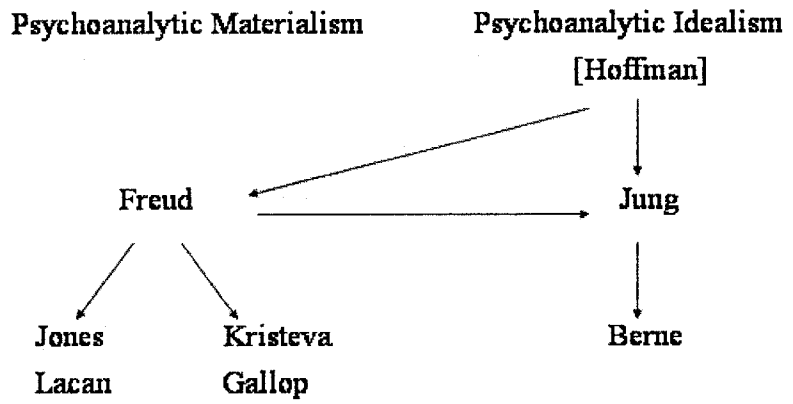 Psychoanalytic Materialism Psychoanalytic Idealism
[Hoffman]
Freud Jung
Jones Kristeva Berne
Lacan Gallop